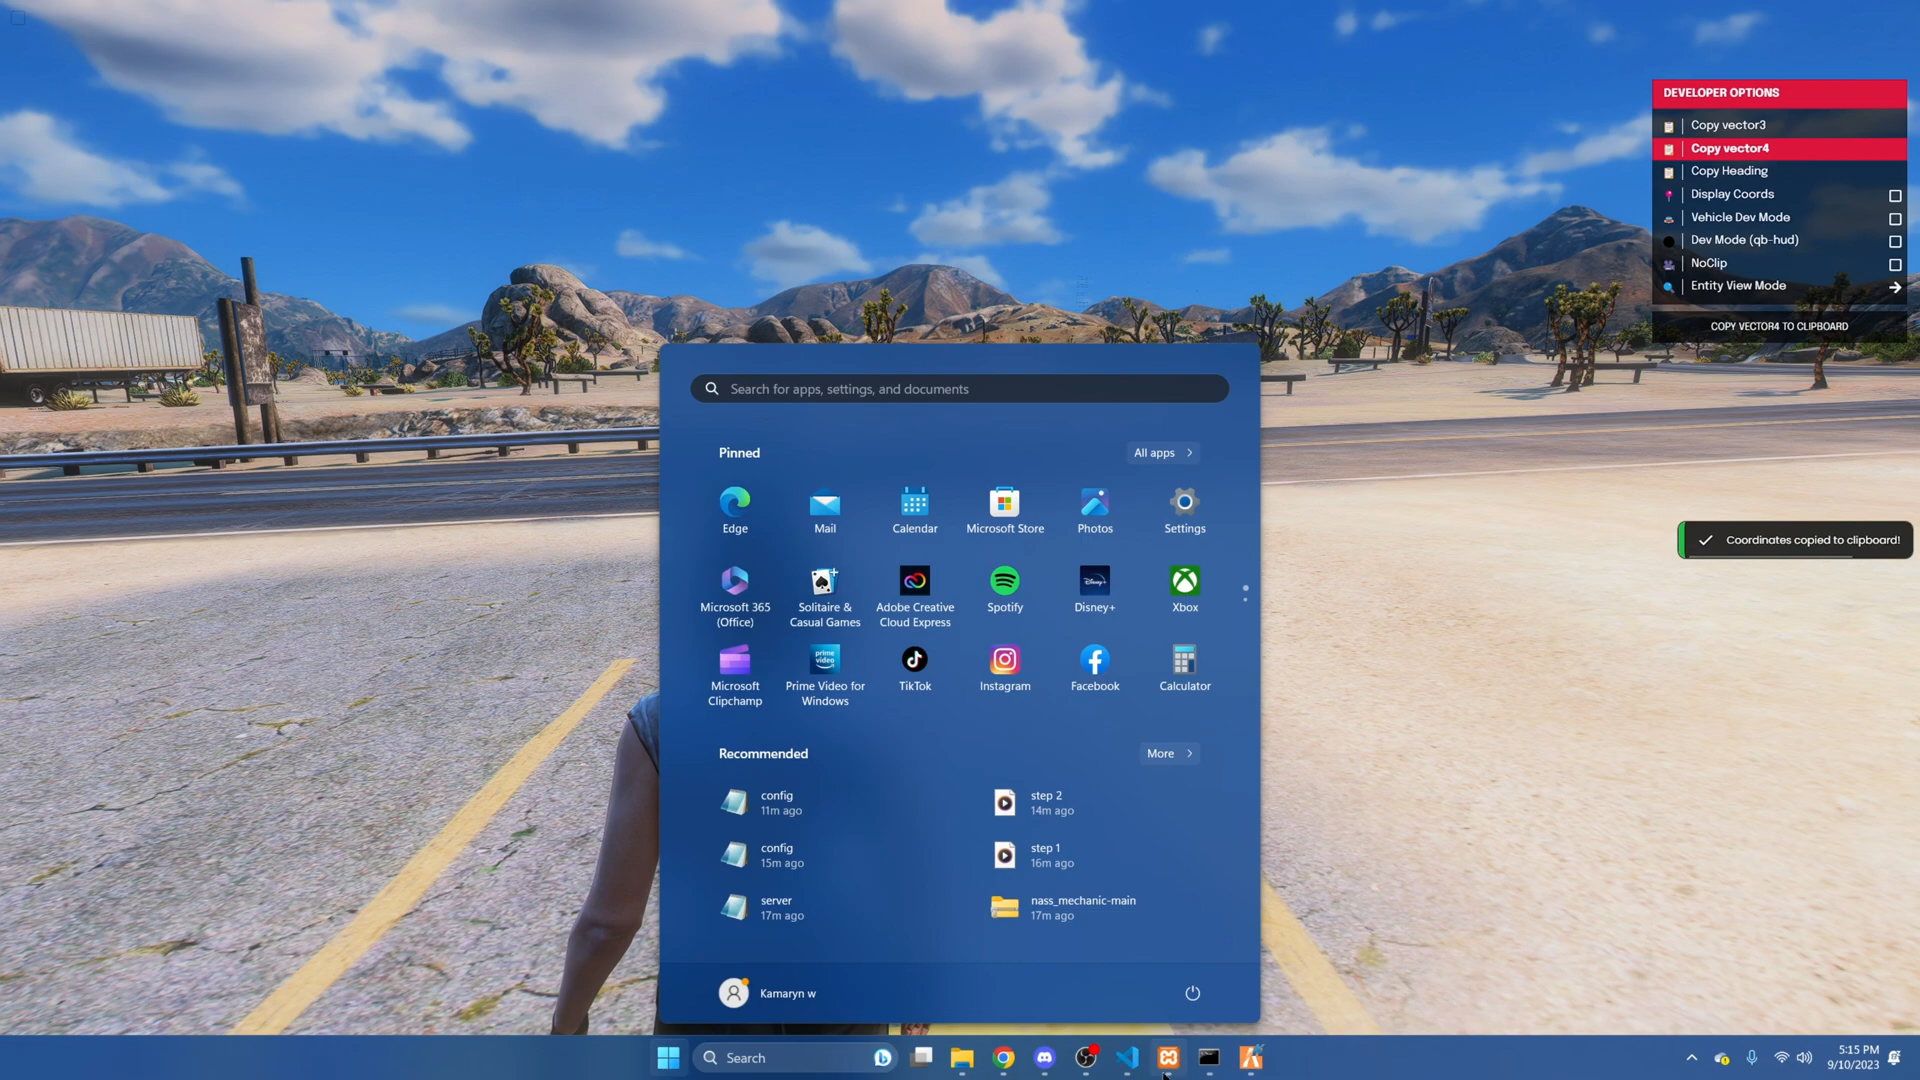 DEVELOPER OPTIONS
Copy vector3
Copy vector4
Copy Heading
Display Coords
Vehicle Dev Mode
Dev Mode (qb-hud)
NoClip
Entity View Mode
COPY VECTOR4 TO CLIPBOARD
Coordinates copied to clipboard!
Search for apps, settings, and documents
Pinned
All apps
Edge
Mail
Calendar
Microsoft Store
Photos
Settings
Microsoft 365
(Office)
Solitaire &
Casual Games
Adobe Creative
Cloud Express
Spotify
Disney+
Disney+
Xbox
Microsoft
Clipchamp
prime
video
Prime Video for
Windows
TikTok
Instagram
Facebook
Calculator
Recommended
More
config
11m ago
step 2
14m ago
config
15m ago
step 1
16m ago
server
17m ago
nass_mechanic-main
17m ago
Kamaryn w
Search
5:15 PM
9/10/2023